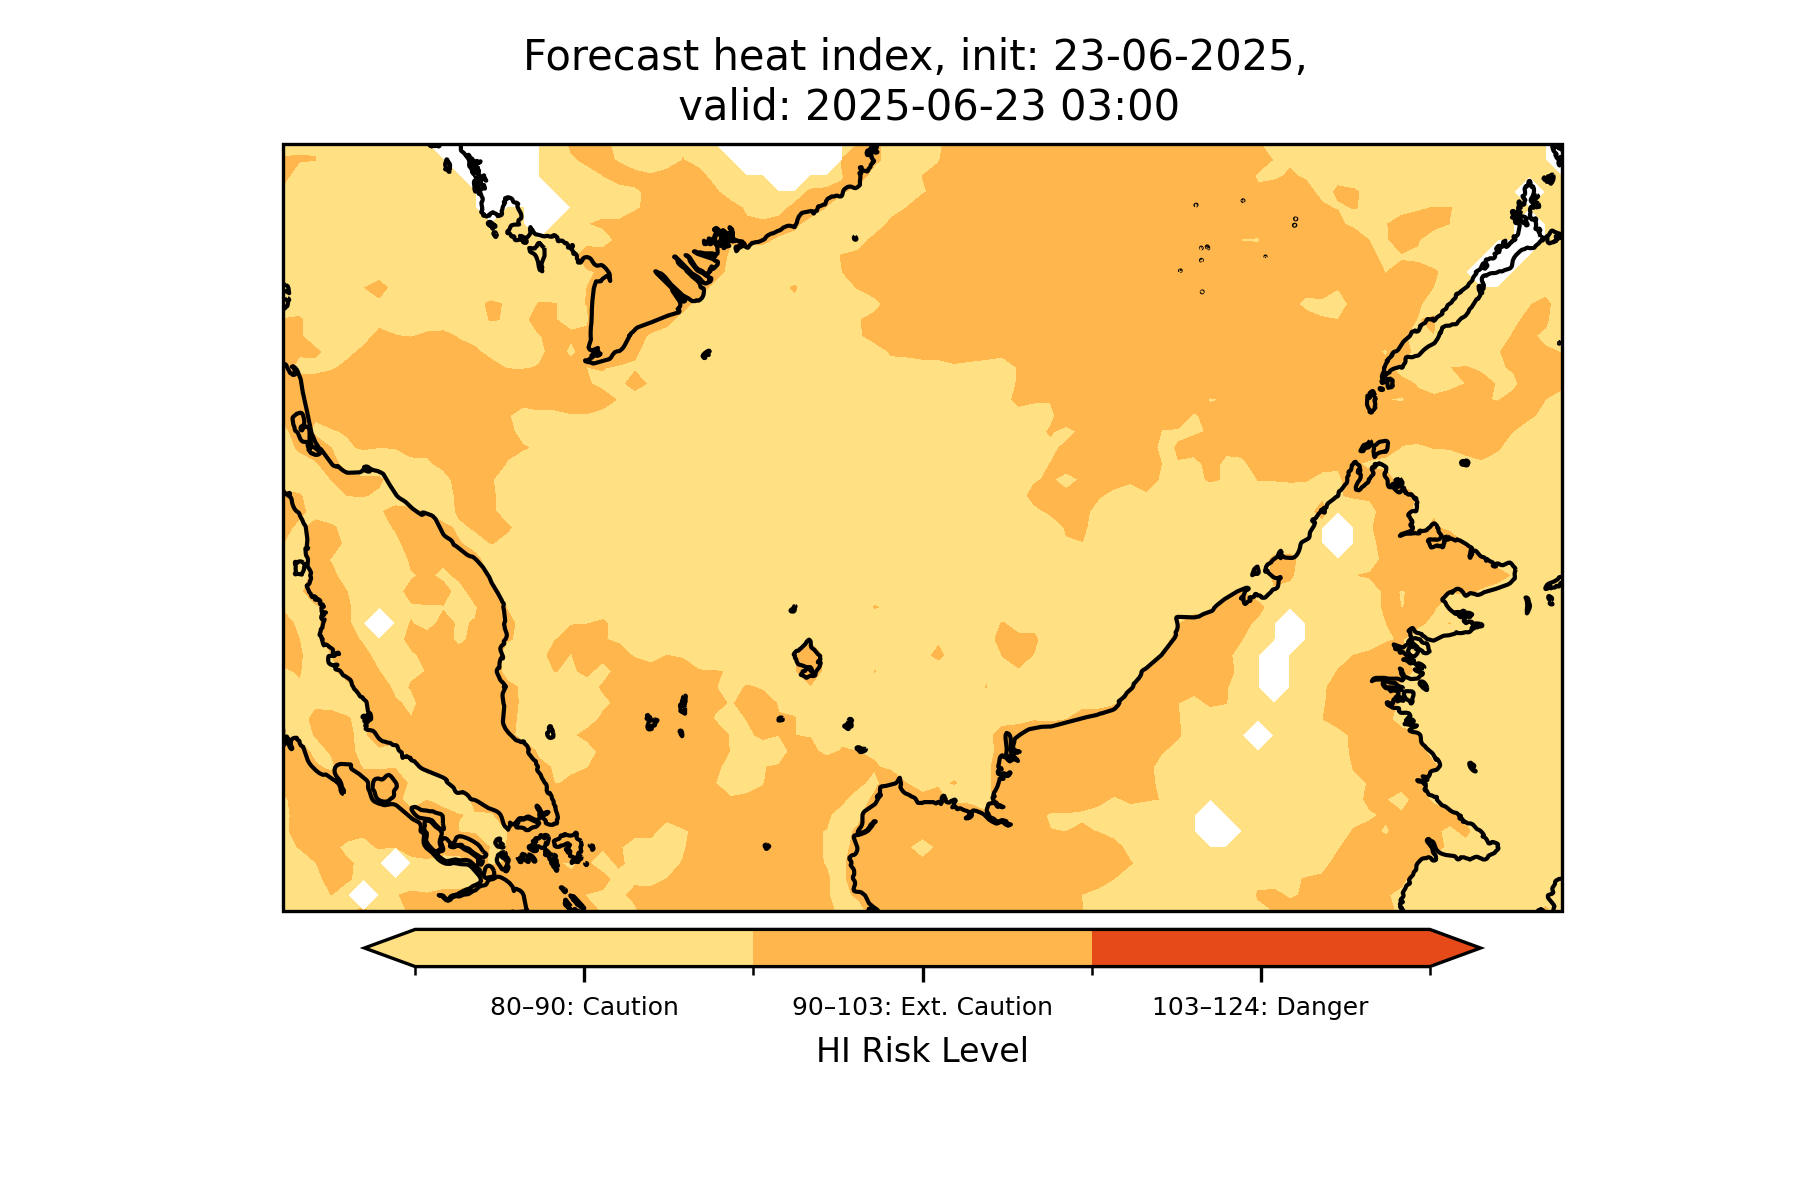 Forecast heat index, init: 23-06-2025,
valid: 2025-06-23 03:00
80–90: Caution
90–103: Ext. Caution
103–124: Danger
HI Risk Level